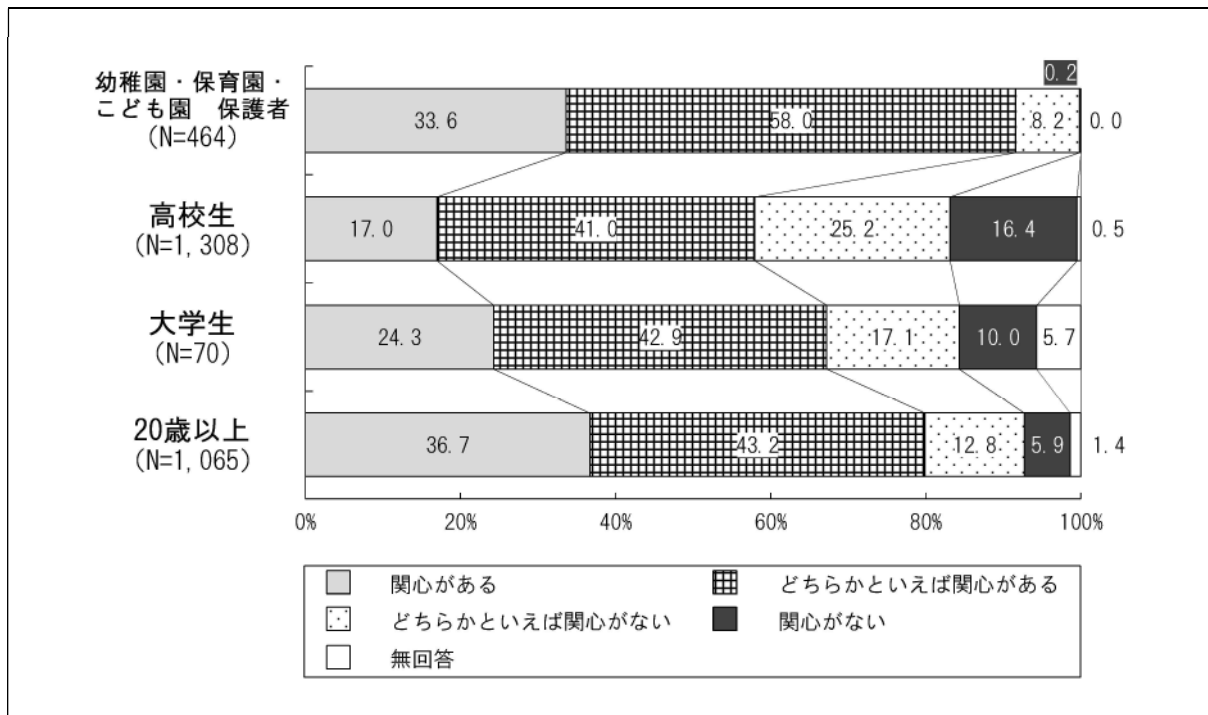 0.2
幼稚園・保育園・
こども園　保護者
(N=464)
33.6
58.0
8.2
0.0
高校生
(N=1,308)
17.0
41.0
25.2
16.4
0.5
大学生
(N=70)
24.3
42.9
17.1
10.0
5.7
20歳以上
(N=1,065)
36.7
43.2
12.8
5.9
1.4
0%
20%
40%
60%
80%
100%
関心がある
どちらかといえば関心がある
どちらかといえば関心がない
関心がない
無回答